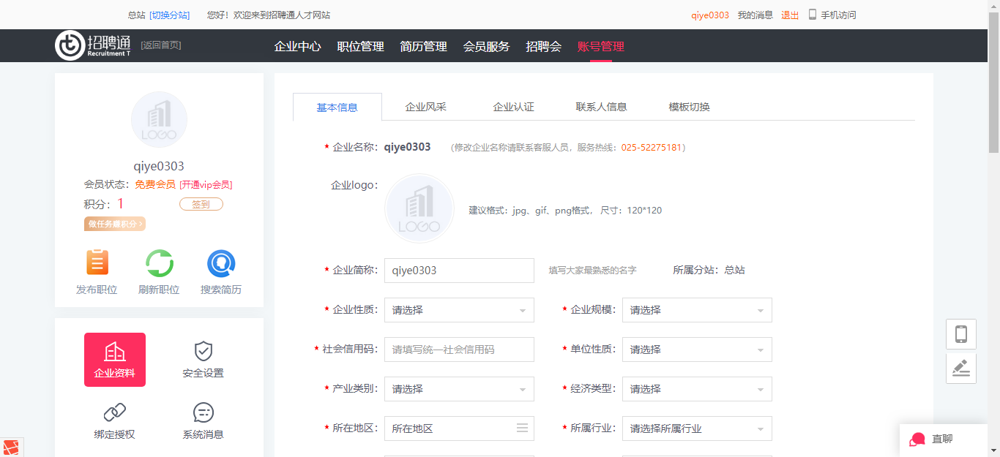 总站 [切换分站] 您好！欢迎来到招聘通人才网站 qiye0303 我的消息 退出 手机访问
招聘通 Recruitment T [返回首页] 企业中心 职位管理 简历管理 会员服务 招聘会 账号管理
LOGO
qiye0303
会员状态：免费会员 [开通vip会员]
积分：1 签到
做任务赚积分 >
发布职位 刷新职位 搜索简历
企业资料 安全设置
绑定授权 系统消息
基本信息 企业风采 企业认证 联系人信息 模板切换
* 企业名称：qiye0303 （修改企业名称请联系客服人员，服务热线：025-52275181）
企业logo：
LOGO
建议格式：jpg、gif、png格式， 尺寸：120*120
* 企业简称： qiye0303 填写大家最熟悉的名字 所属分站：总站
* 企业性质： 请选择 * 企业规模： 请选择
* 社会信用码： 请填写统一社会信用码 * 单位性质： 请选择
* 产业类别： 请选择 * 经济类型： 请选择
* 所在地区： 所在地区 * 所属行业： 请选择所属行业
直聊